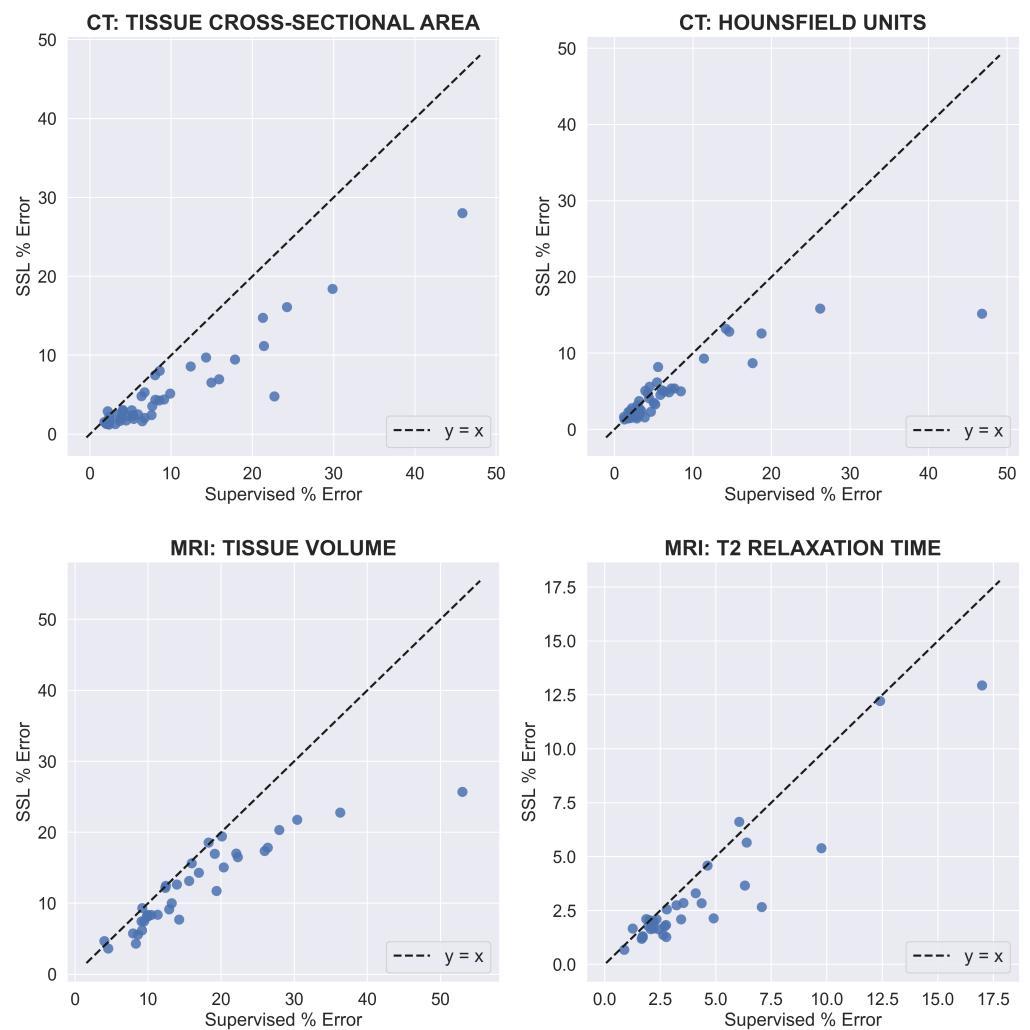 CT: TISSUE CROSS-SECTIONAL AREA
50
40
30
20
10
0
SSL % Error
0 10 20 30 40 50
Supervised % Error
y = x
CT: HOUNSFIELD UNITS
50
40
30
20
10
0
SSL % Error
0 10 20 30 40 50
Supervised % Error
y = x
MRI: TISSUE VOLUME
50
40
30
20
10
0
SSL % Error
0 10 20 30 40 50
Supervised % Error
y = x
MRI: T2 RELAXATION TIME
17.5
15.0
12.5
10.0
7.5
5.0
2.5
0.0
SSL % Error
0.0 2.5 5.0 7.5 10.0 12.5 15.0 17.5
Supervised % Error
y = x